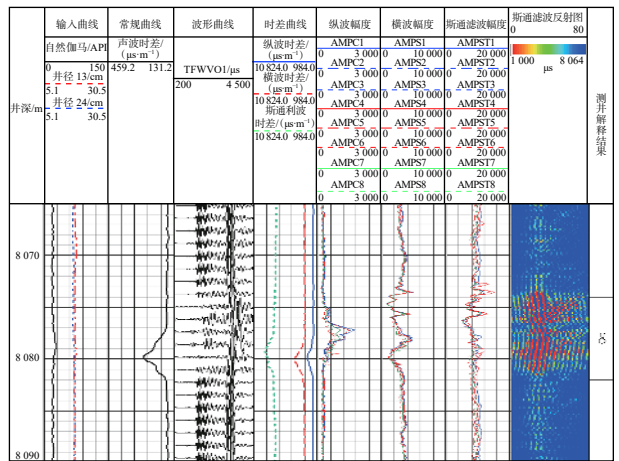 输入曲线
自然伽马/API
0 150
井径 13/cm
5.1 30.5
井径 24/cm
5.1 30.5
常规曲线
声波时差/
(μs·m⁻¹)
459.2 131.2
波形曲线
TFWVO1/μs
200 4 500
时差曲线
纵波时差/
(μs·m⁻¹)
10 824.0 984.0
横波时差/
(μs·m⁻¹)
10 824.0 984.0
斯通利波
时差/(μs·m⁻¹)
10 824.0 984.0
纵波幅度
AMPC1
0 3 000
AMPC2
0 3 000
AMPC3
0 3 000
AMPC4
0 3 000
AMPC5
0 3 000
AMPC6
0 3 000
AMPC7
0 3 000
AMPC8
0 3 000
横波幅度
AMPS1
0 10 000
AMPS2
0 10 000
AMPS3
0 10 000
AMPS4
0 10 000
AMPS5
0 10 000
AMPS6
0 10 000
AMPS7
0 10 000
AMPS8
0 10 000
斯通滤波幅度
AMPST1
0 20 000
AMPST2
0 20 000
AMPST3
0 20 000
AMPST4
0 20 000
AMPST5
0 20 000
AMPST6
0 20 000
AMPST7
0 20 000
AMPST8
0 20 000
斯通滤波反射图
0 80
1 000 8 064
μs
井深/m
测井解释结果
8 070
8 080
8 090